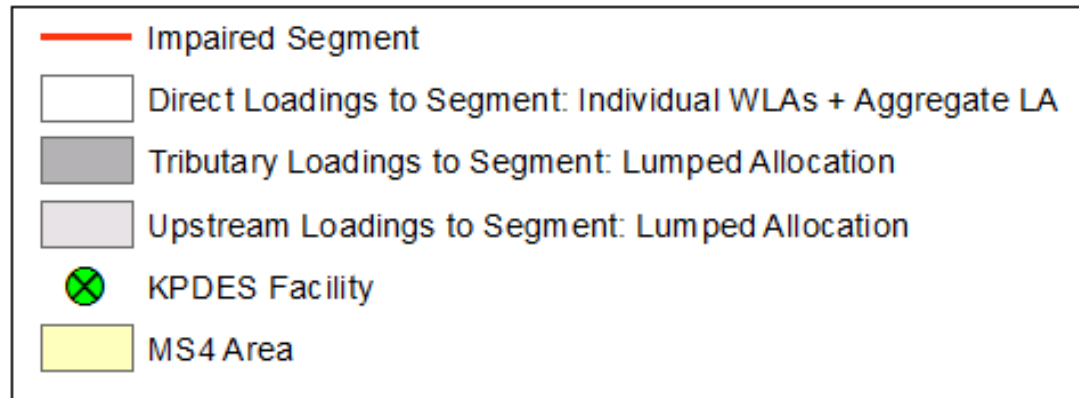 Impaired Segment
Direct Loadings to Segment: Individual WLAs + Aggregate LA
Tributary Loadings to Segment: Lumped Allocation
Upstream Loadings to Segment: Lumped Allocation
KPDES Facility
MS4 Area